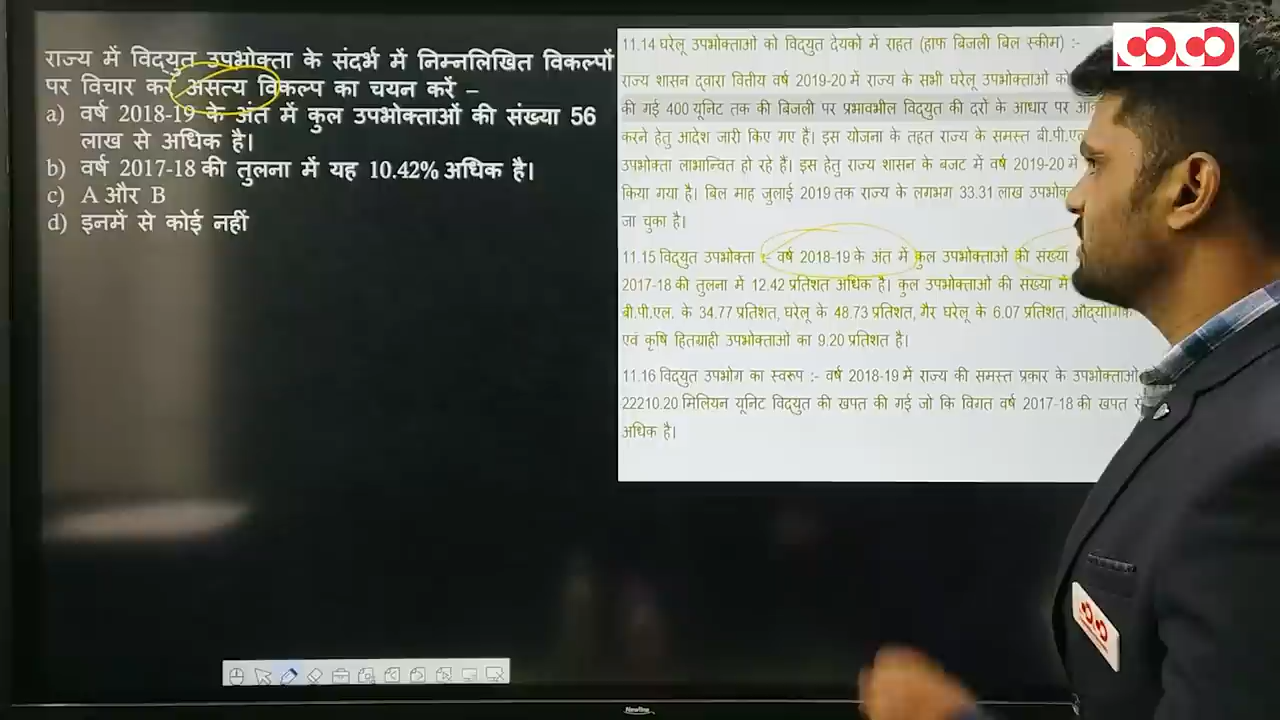 राज्य में विद्युत उपभोक्ता के संदर्भ में निम्नलिखित विकल्पों
पर विचार कर असत्य विकल्प का चयन करें –
a) वर्ष 2018-19 के अंत में कुल उपभोक्ताओं की संख्या 56
लाख से अधिक है।
b) वर्ष 2017-18 की तुलना में यह 10.42% अधिक है।
c) A और B
d) इनमें से कोई नहीं
11.14 घरेलू उपभोक्ताओं को विद्युत देयकों में राहत (हाफ बिजली बिल स्कीम) :-
राज्य शासन द्वारा वित्तीय वर्ष 2019-20 में राज्य के सभी घरेलू उपभोक्ताओं को
की गई 400 यूनिट तक की बिजली पर प्रभावशील विद्युत की दरों के आधार पर
करने हेतु आदेश जारी किए गए हैं। इस योजना के तहत राज्य के समस्त
उपभोक्ता लाभान्वित हो रहे हैं। इस हेतु राज्य शासन के बजट में वर्ष 2019-20 में
किया गया है। बिल माह जुलाई 2019 तक राज्य के लगभग 33.31 लाख
जा चुका है।
11.15 विद्युत उपभोक्ता :- वर्ष 2018-19 के अंत में कुल उपभोक्ताओं की संख्या
2017-18 की तुलना में 12.42 प्रतिशत अधिक है। कुल उपभोक्ताओं की संख्या में
बी.पी.एल. के 34.77 प्रतिशत, घरेलू के 48.73 प्रतिशत, गैर घरेलू के 6.07 प्रतिशत, औद्योगिक
एवं कृषि हितग्राही उपभोक्ताओं का 9.20 प्रतिशत है।
11.16 विद्युत उपभोग का स्वरूप :- वर्ष 2018-19 में राज्य की समस्त प्रकार के उपभोक्ताओं
22210.20 मिलियन यूनिट विद्युत की खपत की गई जो कि विगत वर्ष 2017-18 की खपत
अधिक है।
Newline